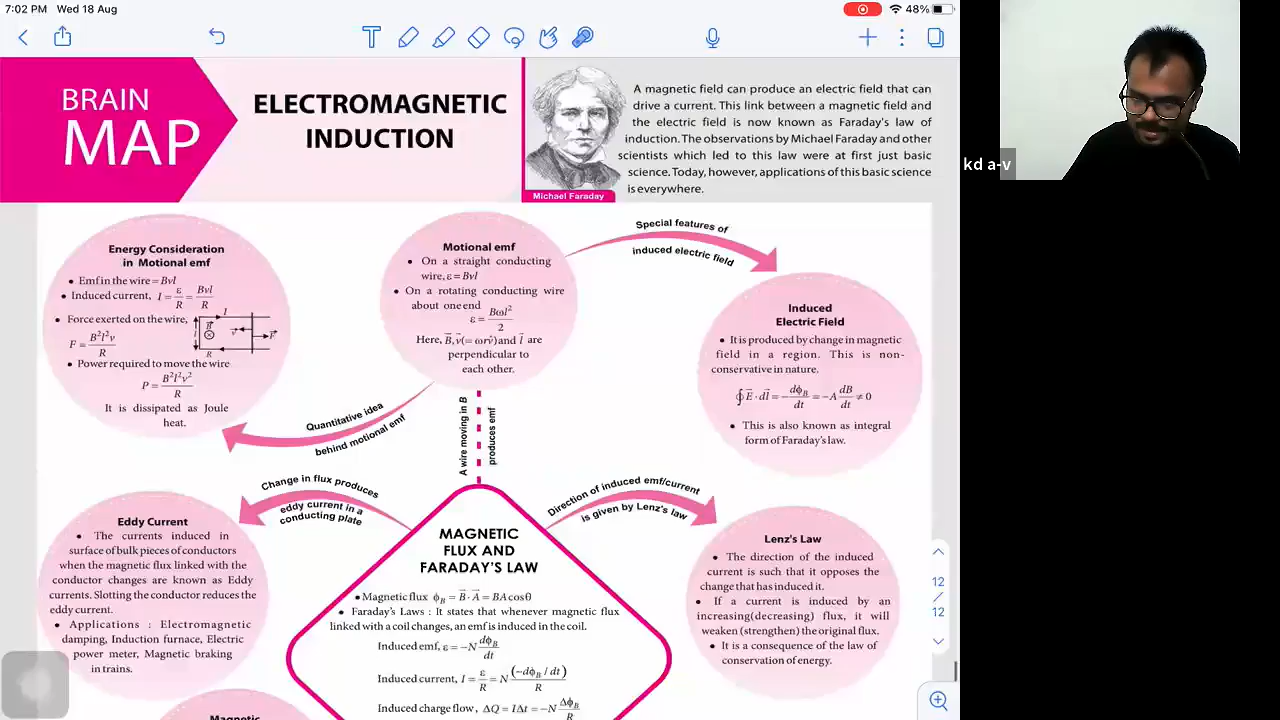 7:02 PM Wed 18 Aug
48%
BRAIN
MAP
ELECTROMAGNETIC
INDUCTION
Michael Faraday
A magnetic field can produce an electric field that can
drive a current. This link between a magnetic field and
the electric field is now known as Faraday's law of
induction. The observations by Michael Faraday and other
scientists which led to this law were at first just basic
science. Today, however, applications of this basic science
is everywhere.
kd a-v
Energy Consideration
in Motional emf
• Emf in the wire = Bvl
• Induced current, I = ε/R = Bvl/R
• Force exerted on the wire,
F = B²l²v/R
I
B
l
v
F
R
• Power required to move the wire
P = B²l²v²/R
It is dissipated as Joule
heat.
Motional emf
• On a straight conducting
wire, ε = Bvl
• On a rotating conducting wire
about one end
ε = Bωl²/2
Here, B⃗, v⃗(= ωrv̂) and l⃗ are
perpendicular to
each other.
Special features of
induced electric field
Induced
Electric Field
• It is produced by change in magnetic
field in a region. This is non-
conservative in nature.
∮E⃗·dl⃗ = −dϕ_B/dt = −A dB/dt ≠ 0
• This is also known as integral
form of Faraday's law.
Quantitative idea
behind motional emf
A wire moving in B
produces emf
Change in flux produces
eddy current in a
conducting plate
Direction of induced emf/current
is given by Lenz's law
Eddy Current
• The currents induced in
surface of bulk pieces of conductors
when the magnetic flux linked with the
conductor changes are known as Eddy
currents. Slotting the conductor reduces the
eddy current.
• Applications : Electromagnetic
damping, Induction furnace, Electric
power meter, Magnetic braking
in trains.
MAGNETIC
FLUX AND
FARADAY'S LAW
• Magnetic flux ϕ_B = B⃗ · A⃗ = BA cosθ
• Faraday's Laws : It states that whenever magnetic flux
linked with a coil changes, an emf is induced in the coil.
Induced emf, ε = −N dϕ_B/dt
Induced current, I = ε/R = N (−dϕ_B / dt)/R
Induced charge flow, ΔQ = IΔt = −N Δϕ_B/R
Lenz's Law
• The direction of the induced
current is such that it opposes the
change that has induced it.
• If a current is induced by an
increasing(decreasing) flux, it will
weaken (strengthen) the original flux.
• It is a consequence of the law of
conservation of energy.
12
/
12
Magnetic